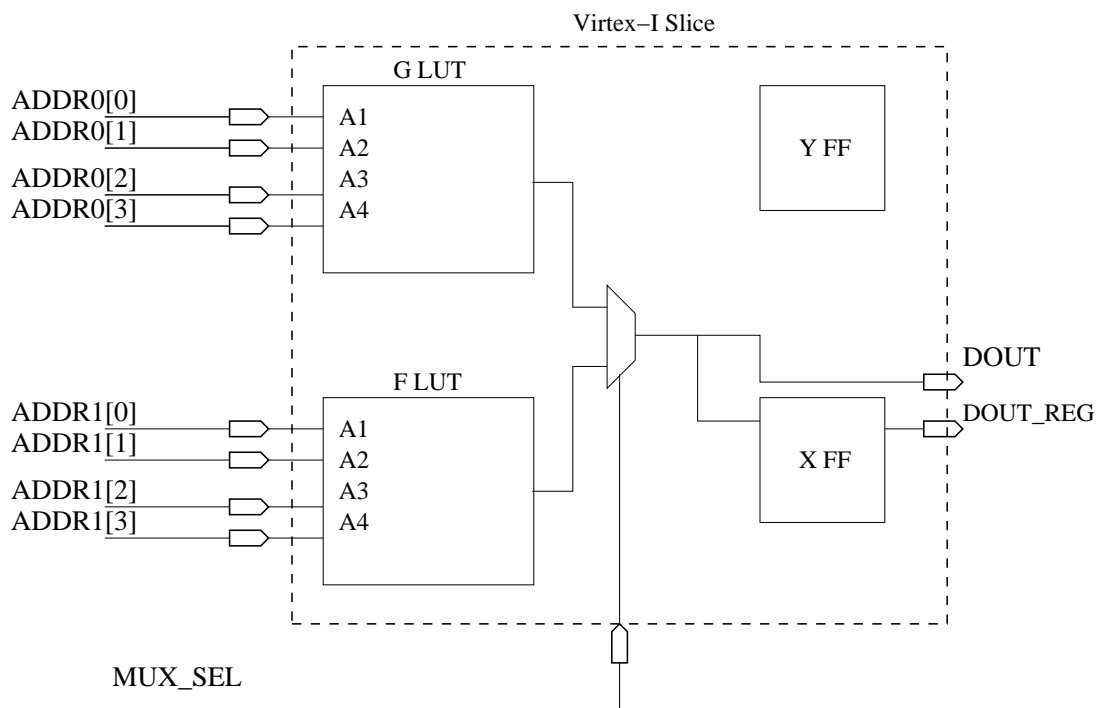 Virtex–I Slice
G LUT
ADDR0[0]
ADDR0[1]
ADDR0[2]
ADDR0[3]
A1
A2
A3
A4
Y FF
F LUT
ADDR1[0]
ADDR1[1]
ADDR1[2]
ADDR1[3]
A1
A2
A3
A4
X FF
DOUT
DOUT_REG
MUX_SEL